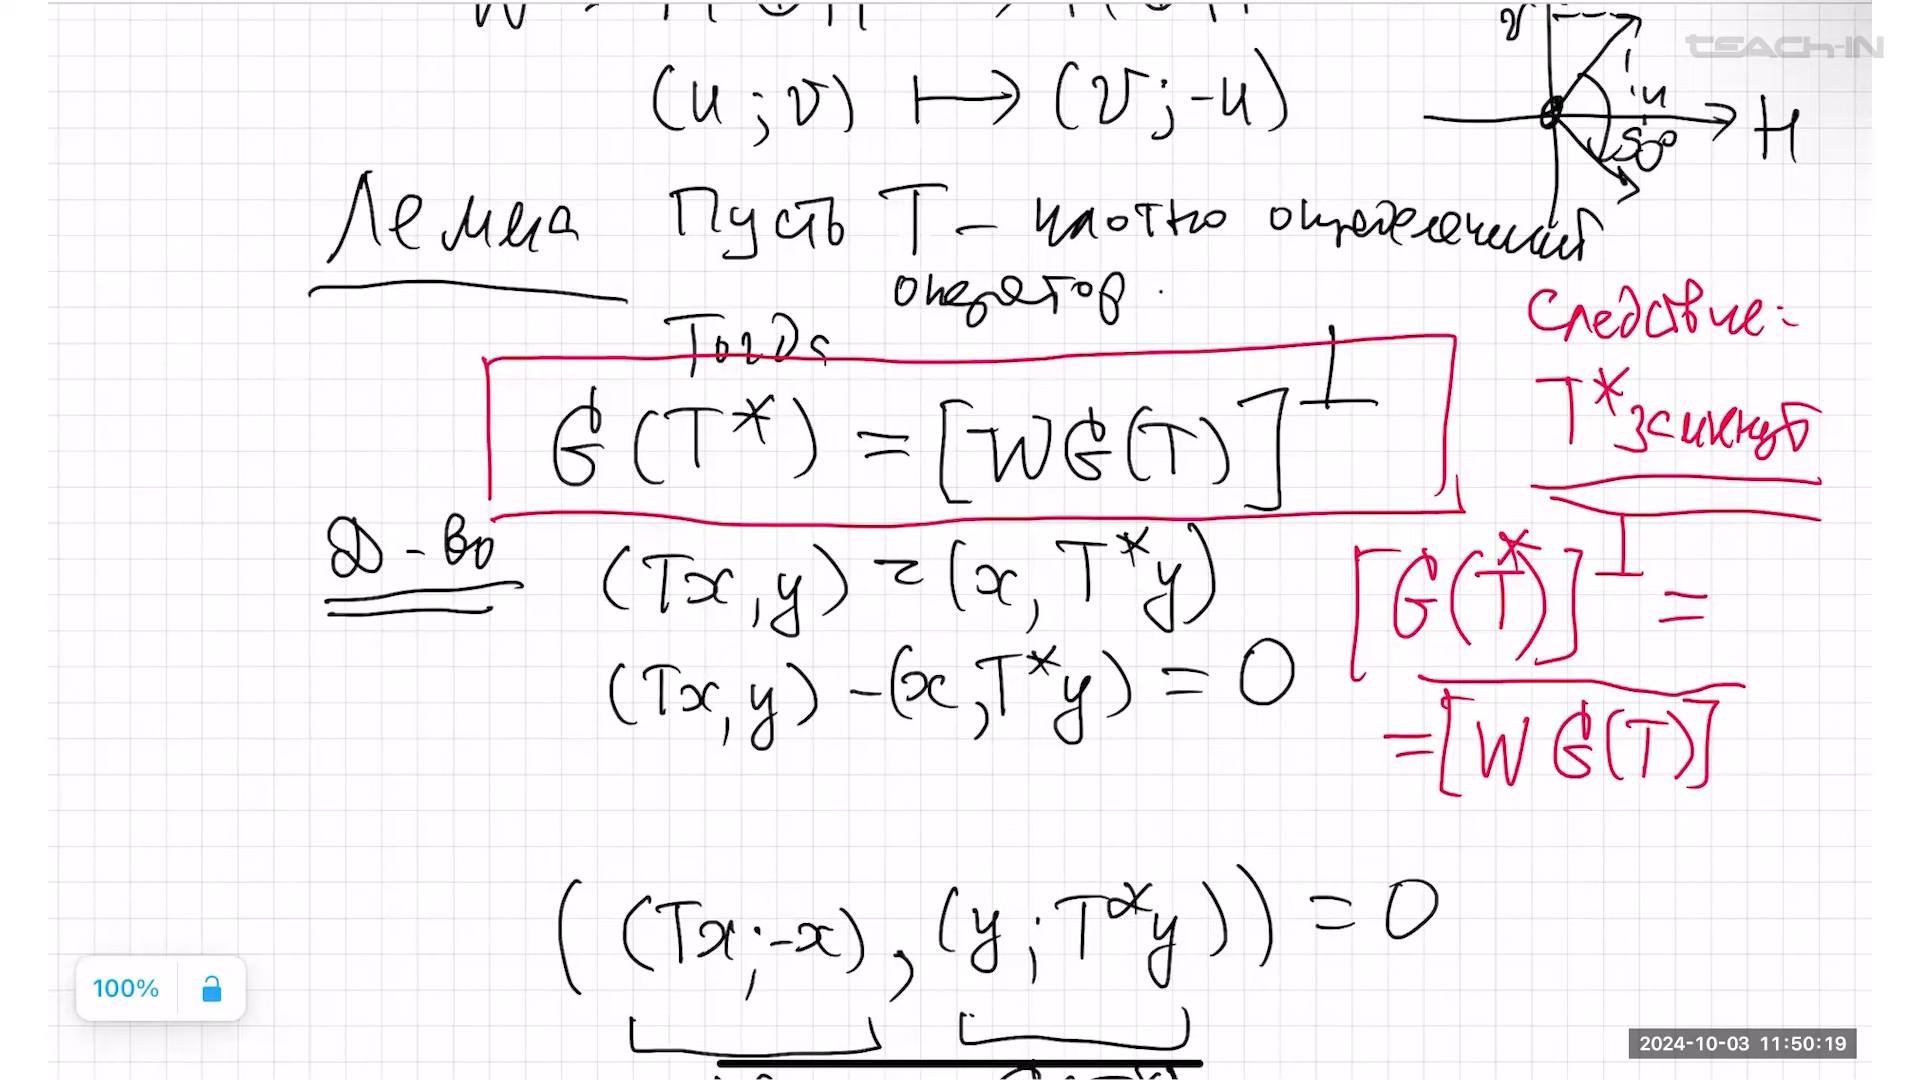 TEACH-IN
(u ; v) ↦ (v ; -u)
v
u
90°
H
Лемма Пусть T - плотно определенный
оператор.
Тогда
G(T*) = [WG(T)]^⊥
Следствие:
T* замкнут
Д-во
(Tx, y) = (x, T*y)
[G(T*)]^⊥ =
(Tx, y) - (x, T*y) = 0
= [W G(T)]
((Tx; -x), (y; T*y)) = 0
100%
2024-10-03 11:50:19